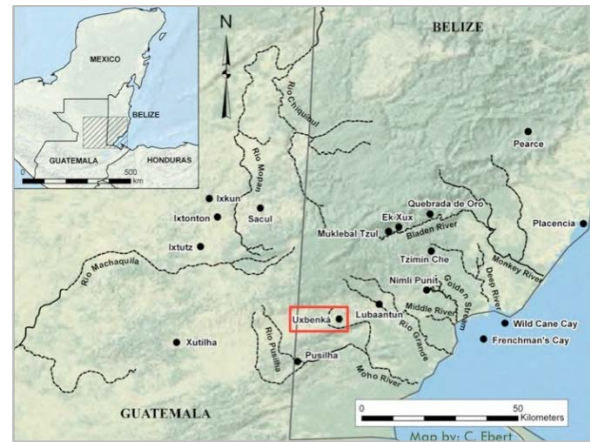 MEXICO
BELIZE
GUATEMALA
HONDURAS
0 500
km
N
BELIZE
Rio Chiquibul
Rio Mopan
Pearce
Ixkun
Ixtonton
Sacul
Quebrada de Oro
Ek Xux
Muklebal Tzul
Bladen River
Placencia
Ixtutz
Tzimin Che
Monkey River
Rio Machaquila
Deep River
Nimli Punit
Golden Stream
Middle River
Uxbenka
Lubaantun
Rio Grande
Wild Cane Cay
Frenchman's Cay
Xutilha
Rio Pusilha
Pusilha
Moho River
GUATEMALA
0 50
Kilometers
Map by: C. Ebert